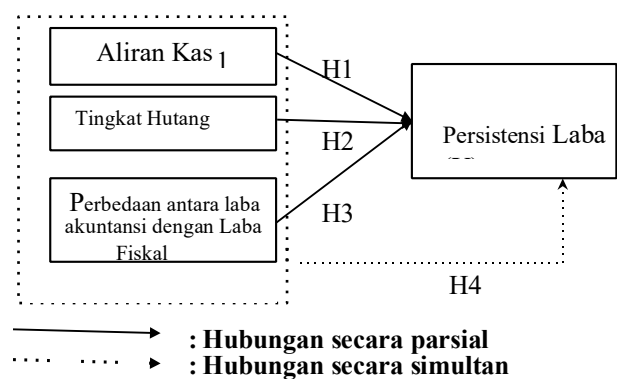 Aliran Kas 1
H1
Tingkat Hutang
H2
Persistensi Laba
Perbedaan antara laba
akuntansi dengan Laba
Fiskal
H3
H4
: Hubungan secara parsial
: Hubungan secara simultan